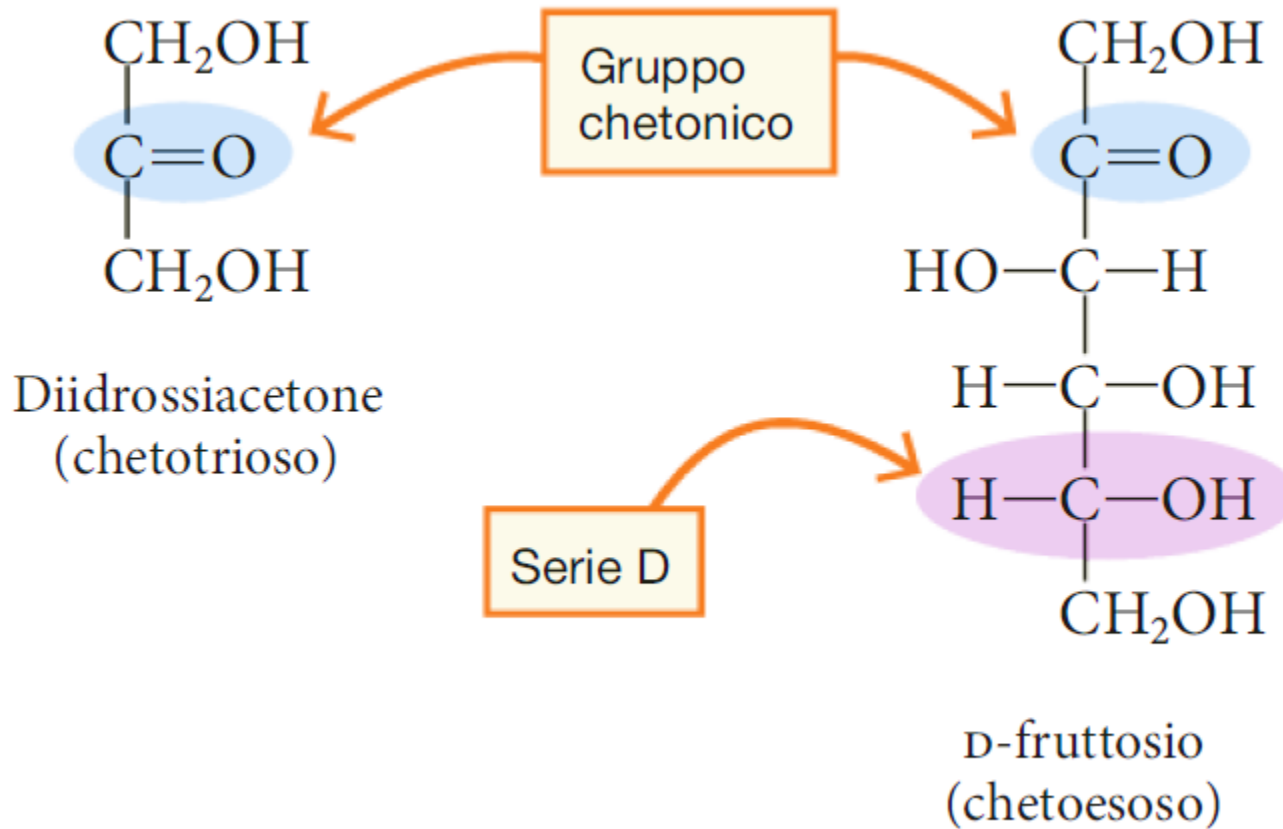 CH₂OH
C=O
CH₂OH
Diidrossiacetone
(chetotrioso)
Gruppo
chetonico
Serie D
CH₂OH
C=O
HO—C—H
H—C—OH
H—C—OH
CH₂OH
D-fruttosio
(chetoesoso)